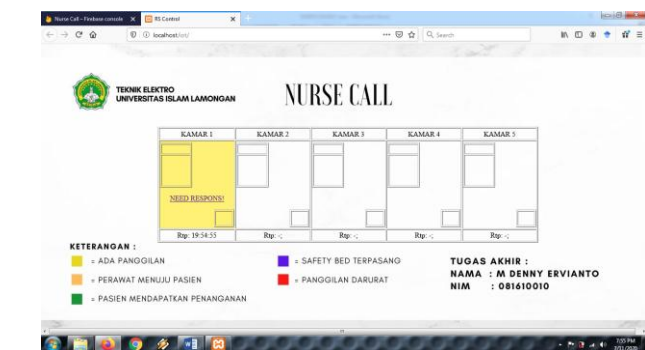 Nurse Call - Firebase console
RS Control
localhost/
Search
TEKNIK ELEKTRO
UNIVERSITAS ISLAM LAMONGAN
NURSE CALL
KAMAR 1 KAMAR 2 KAMAR 3 KAMAR 4 KAMAR 5
NEED RESPONS!
Rtp: 19:54:55 Rtp: -; Rtp: -; Rtp: -; Rtp: -;
KETERANGAN :
= ADA PANGGILAN
= SAFETY BED TERPASANG
= PERAWAT MENUJU PASIEN
= PANGGILAN DARURAT
= PASIEN MENDAPATKAN PENANGANAN
TUGAS AKHIR :
NAMA : M DENNY ERVIANTO
NIM : 081610010
7:55 PM